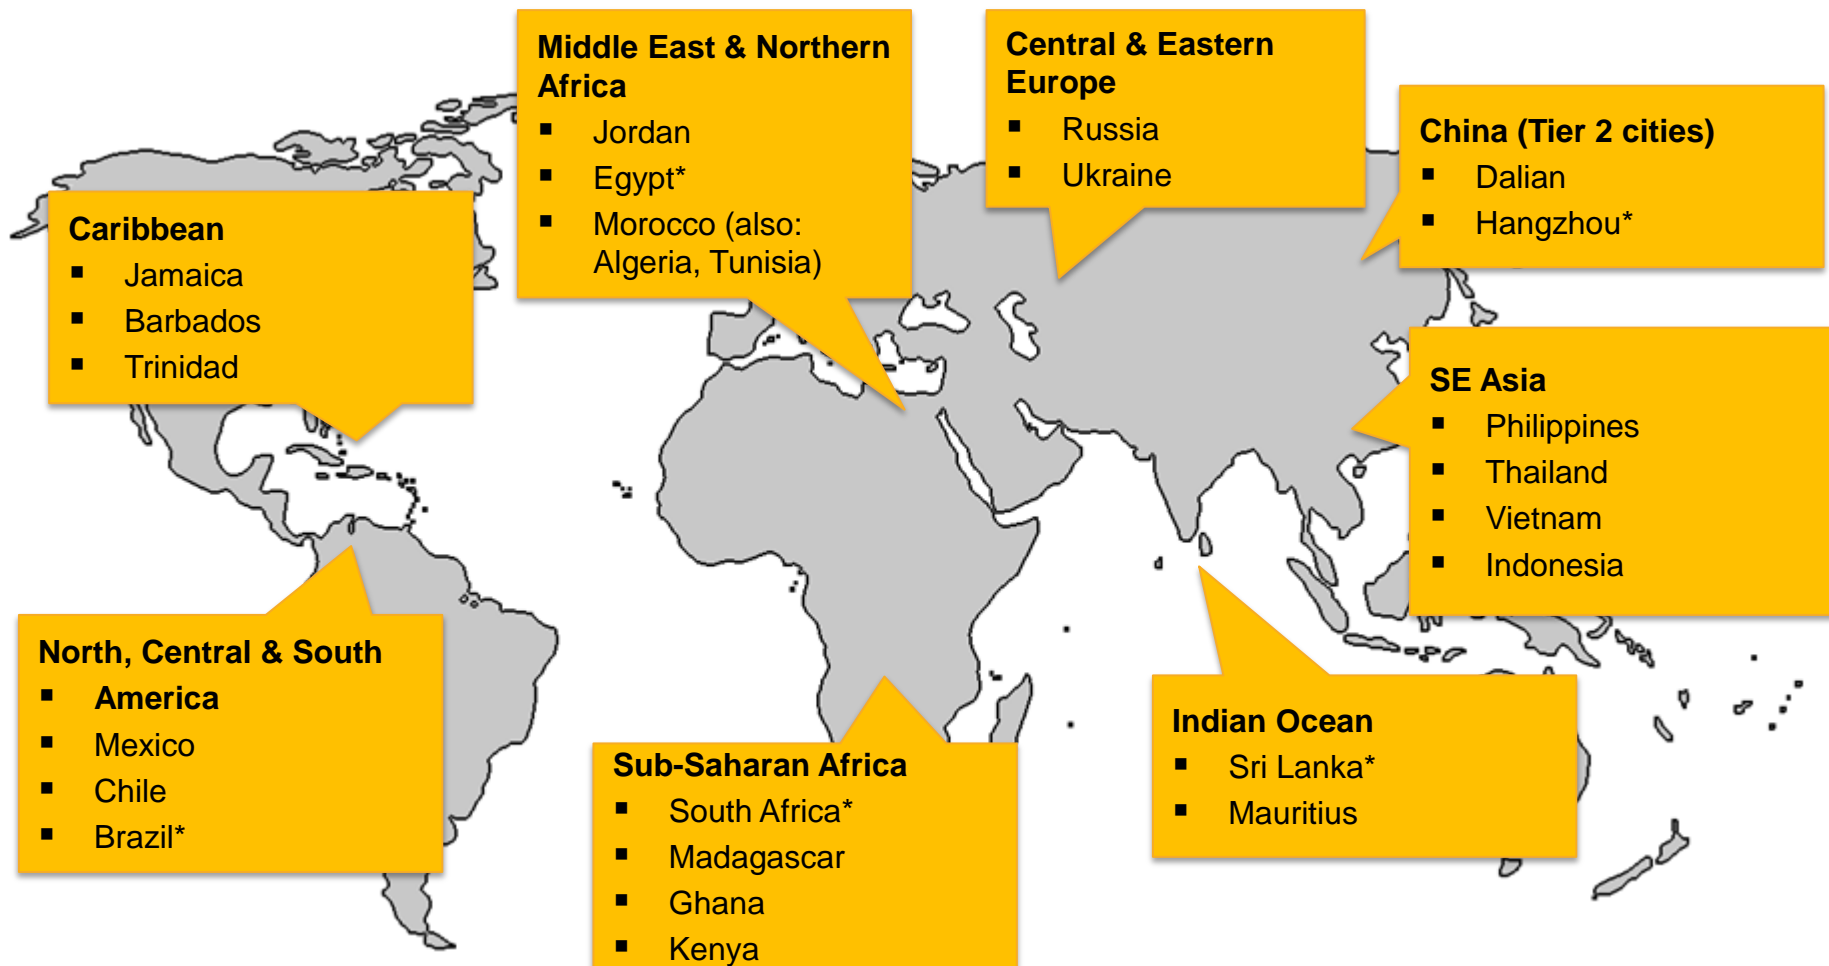 Middle East & Northern
Africa
Jordan
Egypt*
Morocco (also:
Algeria, Tunisia)
Central & Eastern
Europe
Russia
Ukraine
China (Tier 2 cities)
Dalian
Hangzhou*
Caribbean
Jamaica
Barbados
Trinidad
SE Asia
Philippines
Thailand
Vietnam
Indonesia
North, Central & South
America
Mexico
Chile
Brazil*
Sub-Saharan Africa
South Africa*
Madagascar
Ghana
Kenya
Indian Ocean
Sri Lanka*
Mauritius